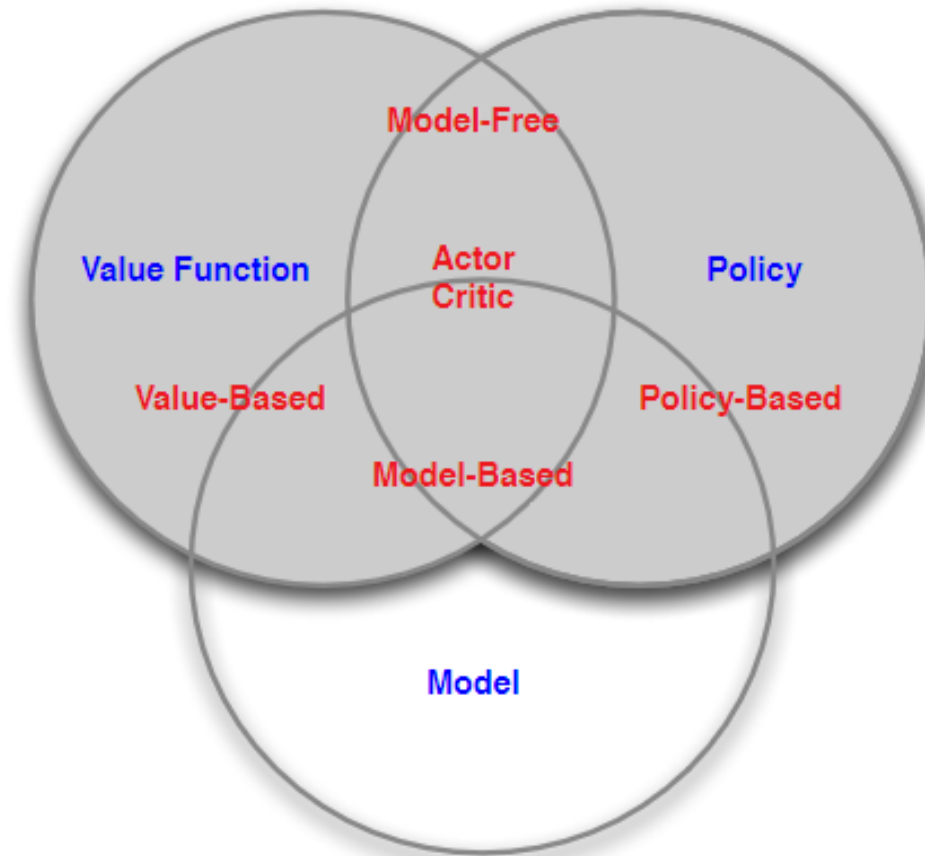 Model-Free
Value Function
Actor
Critic
Policy
Value-Based
Policy-Based
Model-Based
Model